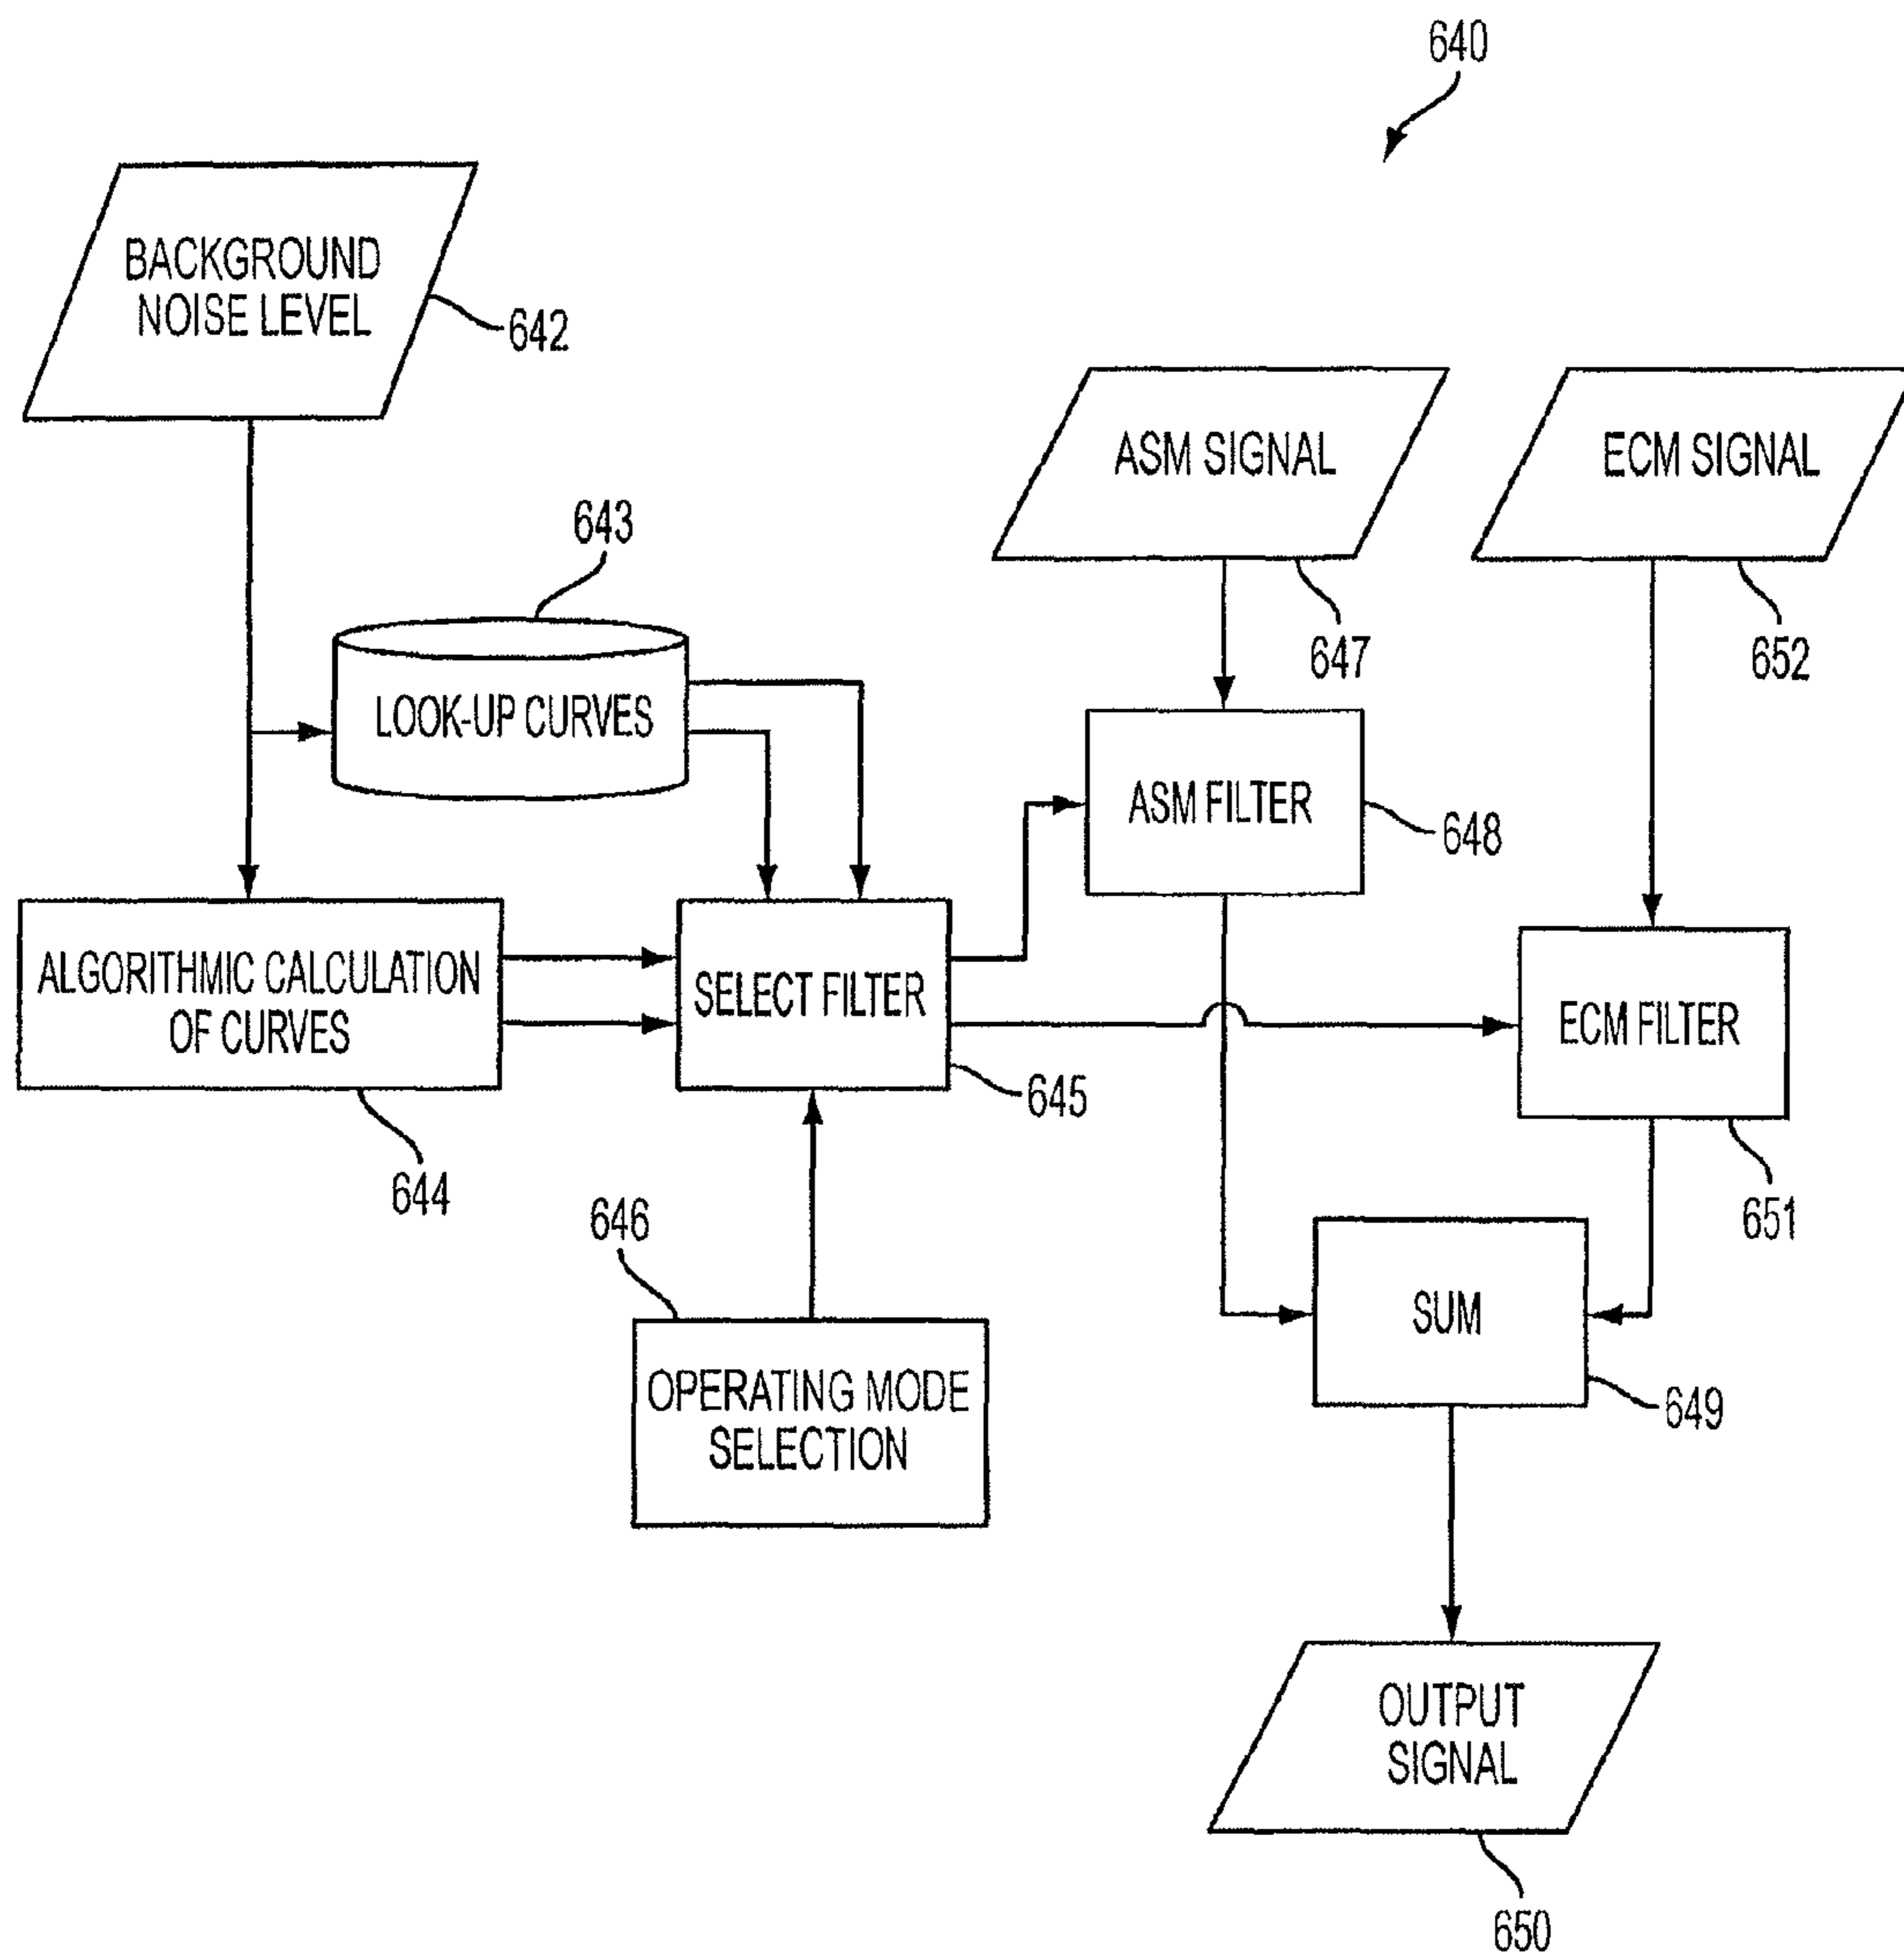 640
BACKGROUND
NOISE LEVEL
642
ASM SIGNAL
647
ECM SIGNAL
652
643
LOOK-UP CURVES
ASM FILTER
648
ALGORITHMIC CALCULATION
OF CURVES
644
SELECT FILTER
645
ECM FILTER
651
646
OPERATING MODE
SELECTION
SUM
649
OUTPUT
SIGNAL
650